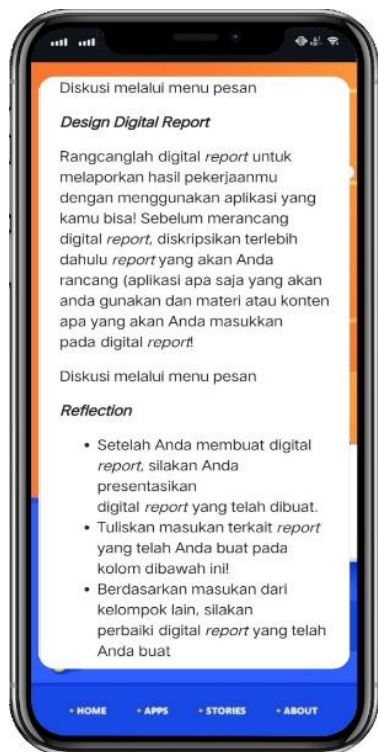 Diskusi melalui menu pesan
Design Digital Report
Rangcanglah digital report untuk
melaporkan hasil pekerjaanmu
dengan menggunakan aplikasi yang
kamu bisa! Sebelum merancang
digital report, diskripsikan terlebih
dahulu report yang akan Anda
rancang (aplikasi apa saja yang akan
anda gunakan dan materi atau konten
apa yang akan Anda masukkan
pada digital report!
Diskusi melalui menu pesan
Reflection
• Setelah Anda membuat digital
report, silakan Anda
presentasikan
digital report yang telah dibuat.
• Tuliskan masukan terkait report
yang telah Anda buat pada
kolom dibawah ini!
• Berdasarkan masukan dari
kelompok lain, silakan
perbaiki digital report yang telah
Anda buat
• HOME • APPS • STORIES • ABOUT